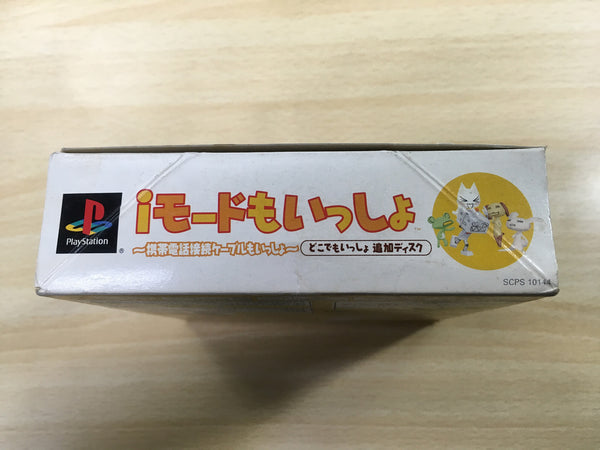 PlayStation
®
iモードもいっしょ
™
〜携帯電話接続ケーブルもいっしょ〜
どこでもいっしょ 追加ディスク
SCPS 10114